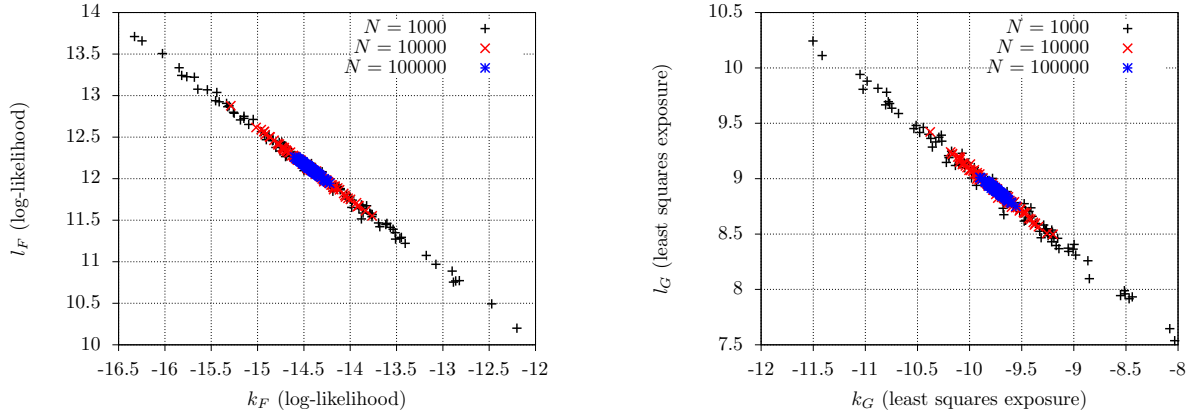 14
13.5
13
12.5
12
11.5
11
10.5
10
-16.5 -16 -15.5 -15 -14.5 -14 -13.5 -13 -12.5 -12
l_F (log-likelihood)
k_F (log-likelihood)
N = 1000
N = 10000
N = 100000
10.5
10
9.5
9
8.5
8
7.5
-12 -11.5 -11 -10.5 -10 -9.5 -9 -8.5 -8
l_G (least squares exposure)
k_G (least squares exposure)
N = 1000
N = 10000
N = 100000